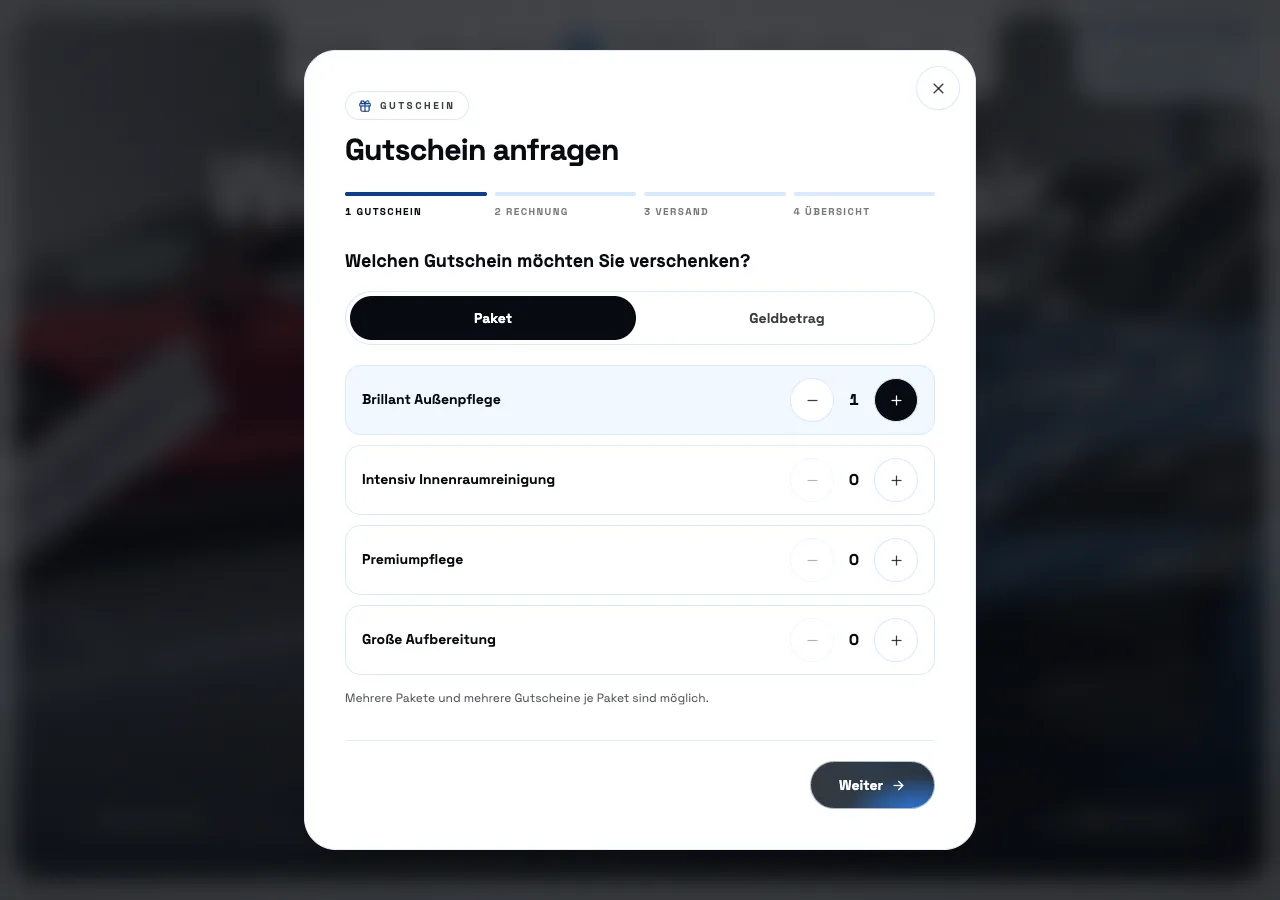 GUTSCHEIN
Gutschein anfragen
1 GUTSCHEIN
2 RECHNUNG
3 VERSAND
4 ÜBERSICHT
Welchen Gutschein möchten Sie verschenken?
Paket
Geldbetrag
Brillant Außenpflege
− 1 +
Intensiv Innenraumreinigung
− 0 +
Premiumpflege
− 0 +
Große Aufbereitung
− 0 +
Mehrere Pakete und mehrere Gutscheine je Paket sind möglich.
Weiter →